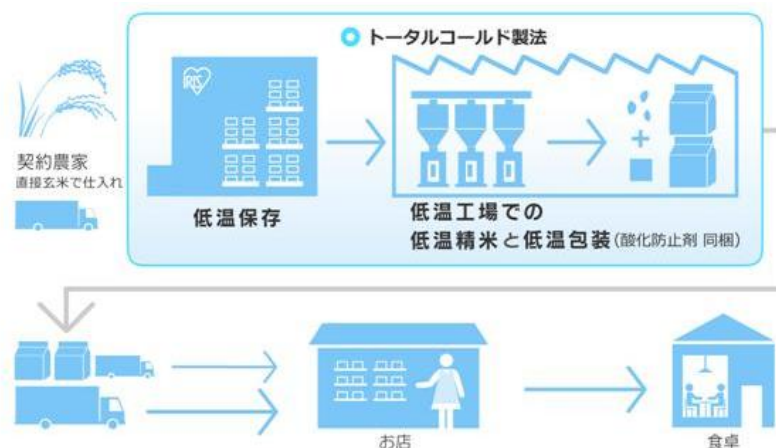 トータルコールド製法
IRIS
契約農家
直接玄米で仕入れ
低温保存
低温工場での
低温精米と低温包装(酸化防止剤 同梱)
お店
食卓